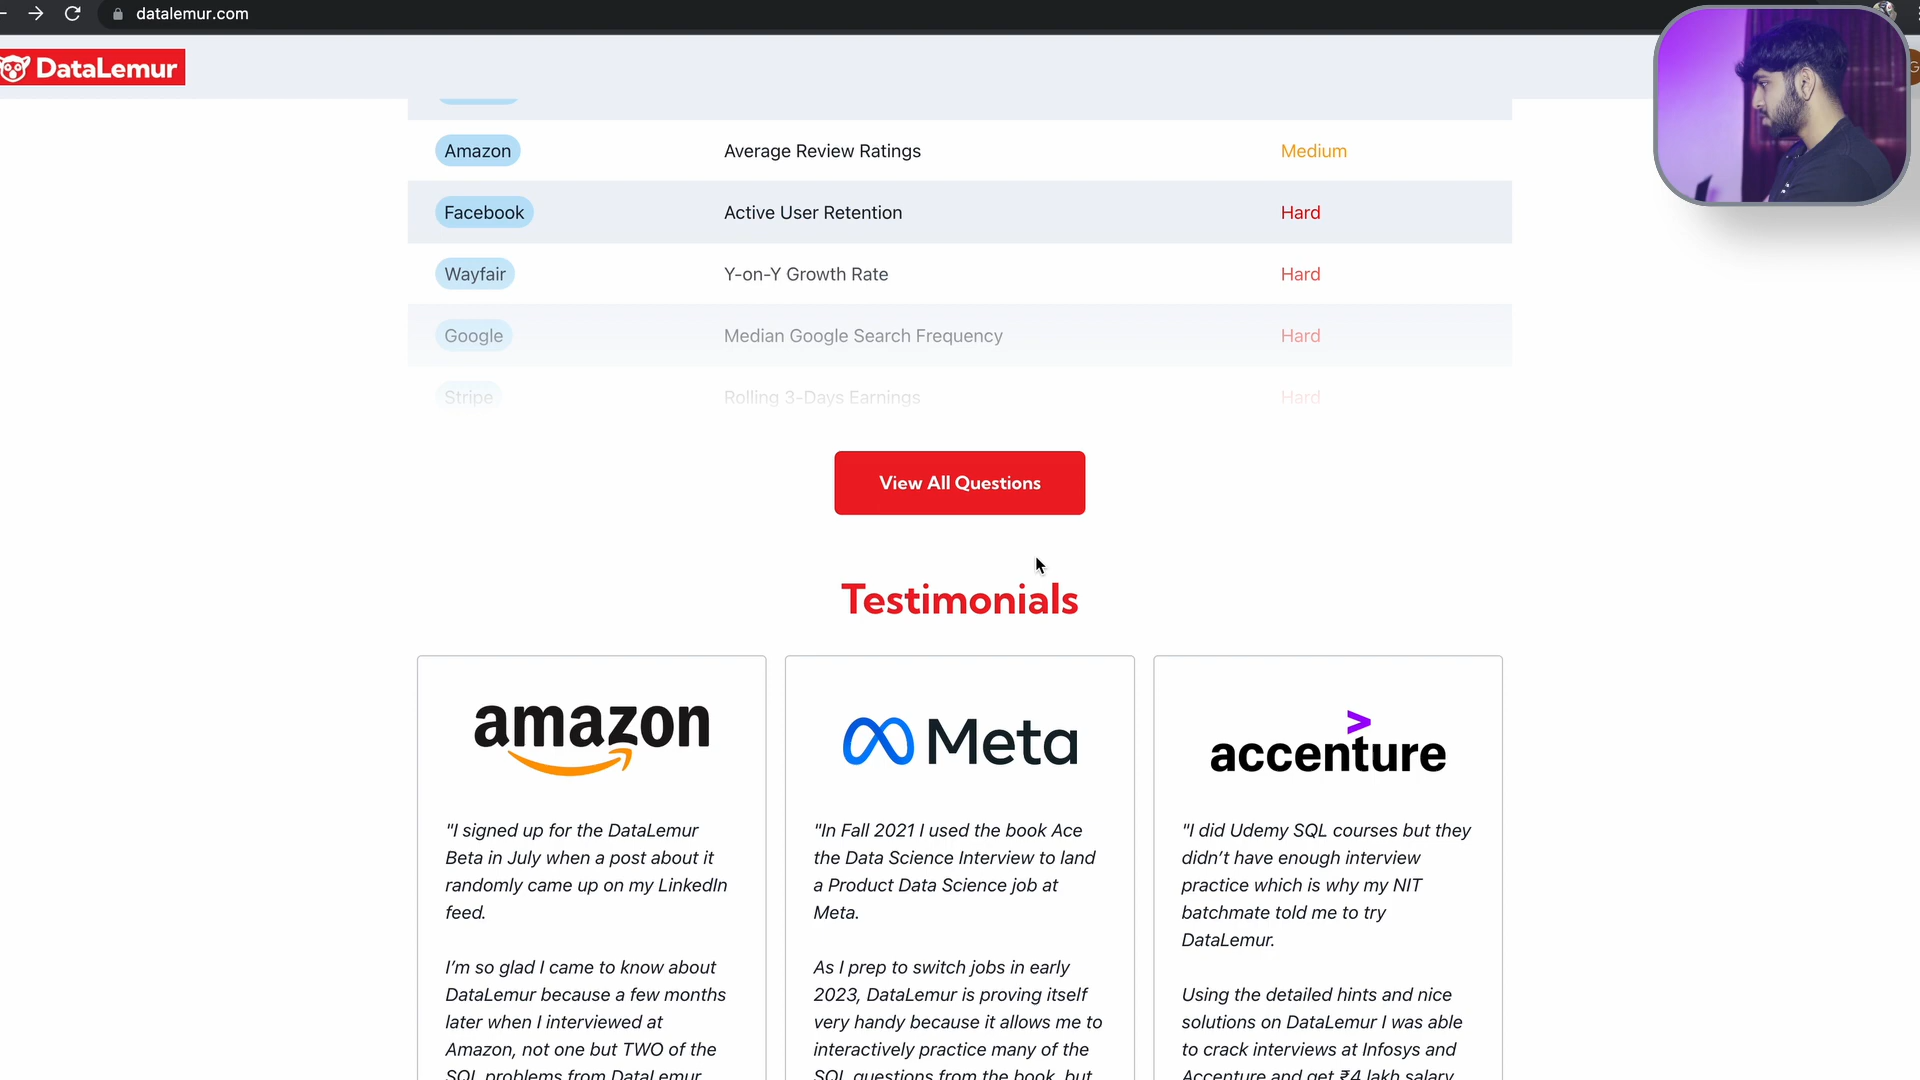 datalemur.com
DataLemur
Amazon Average Review Ratings Medium
Facebook Active User Retention Hard
Wayfair Y-on-Y Growth Rate Hard
Google Median Google Search Frequency Hard
Stripe Rolling 3-Days Earnings Hard
View All Questions
Testimonials
amazon
"I signed up for the DataLemur
Beta in July when a post about it
randomly came up on my LinkedIn
feed.
I'm so glad I came to know about
DataLemur because a few months
later when I interviewed at
Amazon, not one but TWO of the
SQL problems from DataLemur
Meta
"In Fall 2021 I used the book Ace
the Data Science Interview to land
a Product Data Science job at
Meta.
As I prep to switch jobs in early
2023, DataLemur is proving itself
very handy because it allows me to
interactively practice many of the
SQL questions from the book, but
accenture
"I did Udemy SQL courses but they
didn't have enough interview
practice which is why my NIT
batchmate told me to try
DataLemur.
Using the detailed hints and nice
solutions on DataLemur I was able
to crack interviews at Infosys and
Accenture and get ₹4 lakh salary